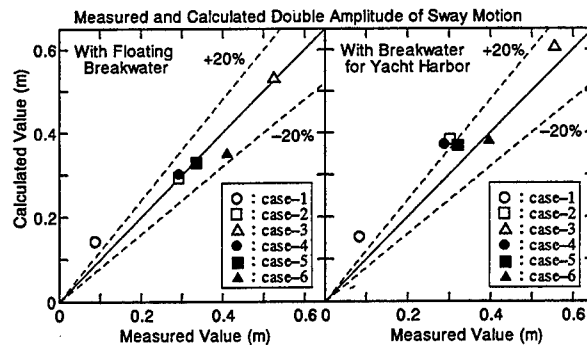 Measured and Calculated Double Amplitude of Sway Motion
With Floating
Breakwater
+20%
-20%
0.6
0.4
0.2
0
Calculated Value (m)
○ : case-1
□ : case-2
△ : case-3
● : case-4
■ : case-5
▲ : case-6
0 0.2 0.4 0.6
Measured Value (m)
With Breakwater
for Yacht Harbor
+20%
-20%
○ : case-1
□ : case-2
△ : case-3
● : case-4
■ : case-5
▲ : case-6
0 0.2 0.4 0.6
Measured Value (m)